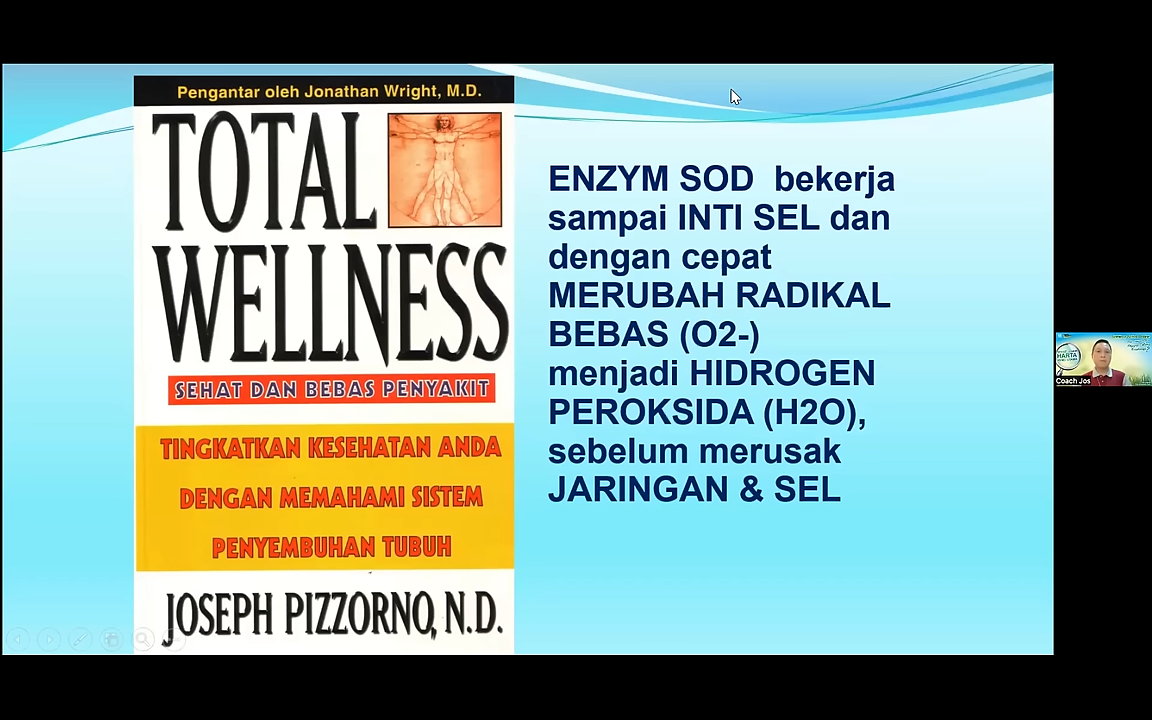 Pengantar oleh Jonathan Wright, M.D.
TOTAL
WELLNESS
SEHAT DAN BEBAS PENYAKIT
TINGKATKAN KESEHATAN ANDA
DENGAN MEMAHAMI SISTEM
PENYEMBUHAN TUBUH
JOSEPH PIZZORNO, N.D.
ENZYM SOD  bekerja
sampai INTI SEL dan
dengan cepat
MERUBAH RADIKAL
BEBAS (O2-)
menjadi HIDROGEN
PEROKSIDA (H2O),
sebelum merusak
JARINGAN & SEL
HARTA
Coach Jos